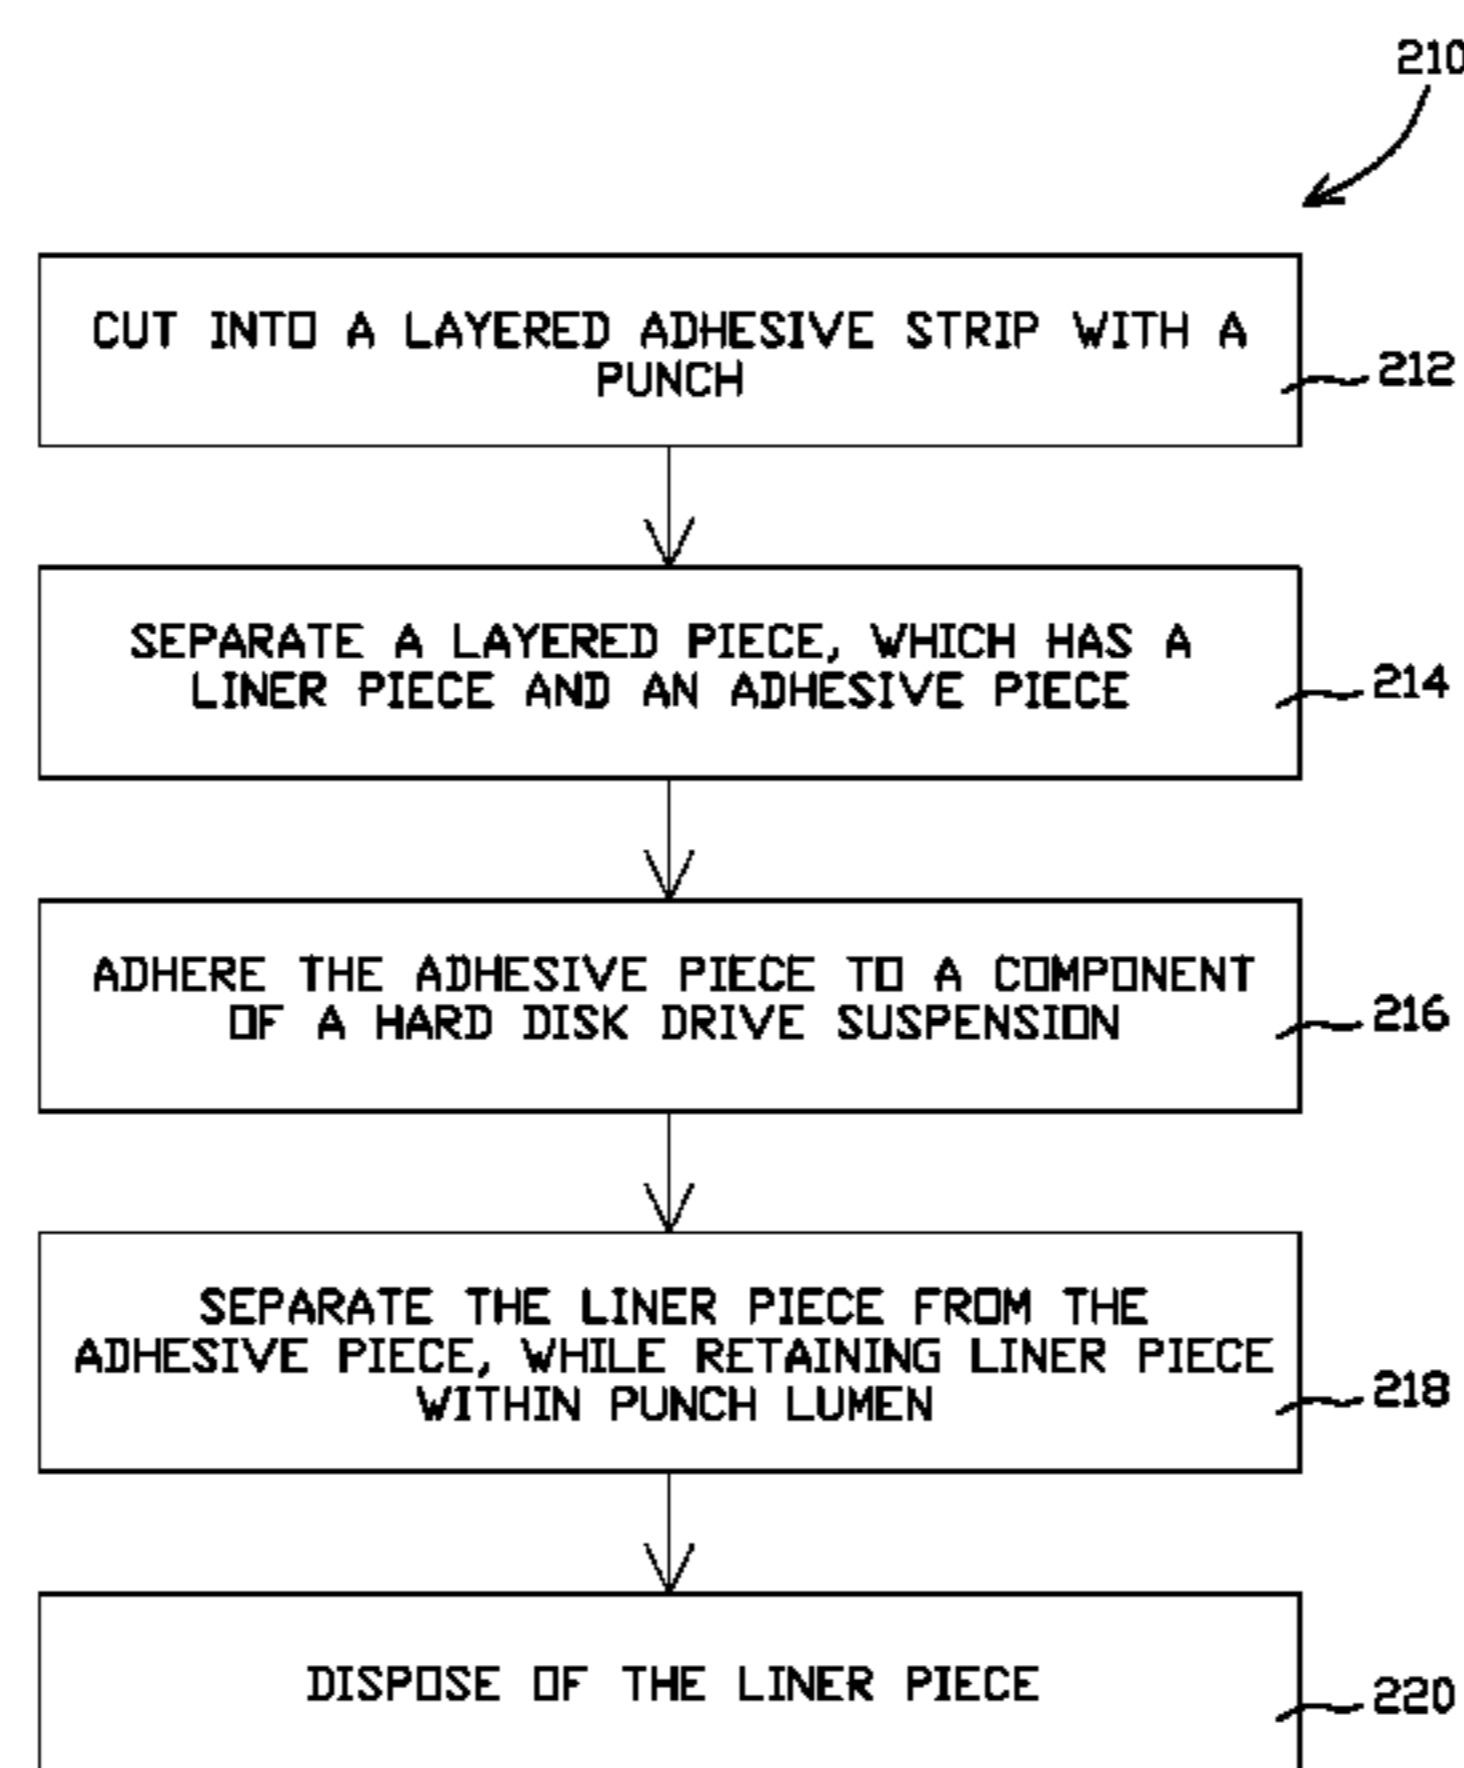 210
CUT INTO A LAYERED ADHESIVE STRIP WITH A
PUNCH
212
SEPARATE A LAYERED PIECE, WHICH HAS A
LINER PIECE AND AN ADHESIVE PIECE
214
ADHERE THE ADHESIVE PIECE TO A COMPONENT
OF A HARD DISK DRIVE SUSPENSION
216
SEPARATE THE LINER PIECE FROM THE
ADHESIVE PIECE, WHILE RETAINING LINER PIECE
WITHIN PUNCH LUMEN
218
DISPOSE OF THE LINER PIECE
220